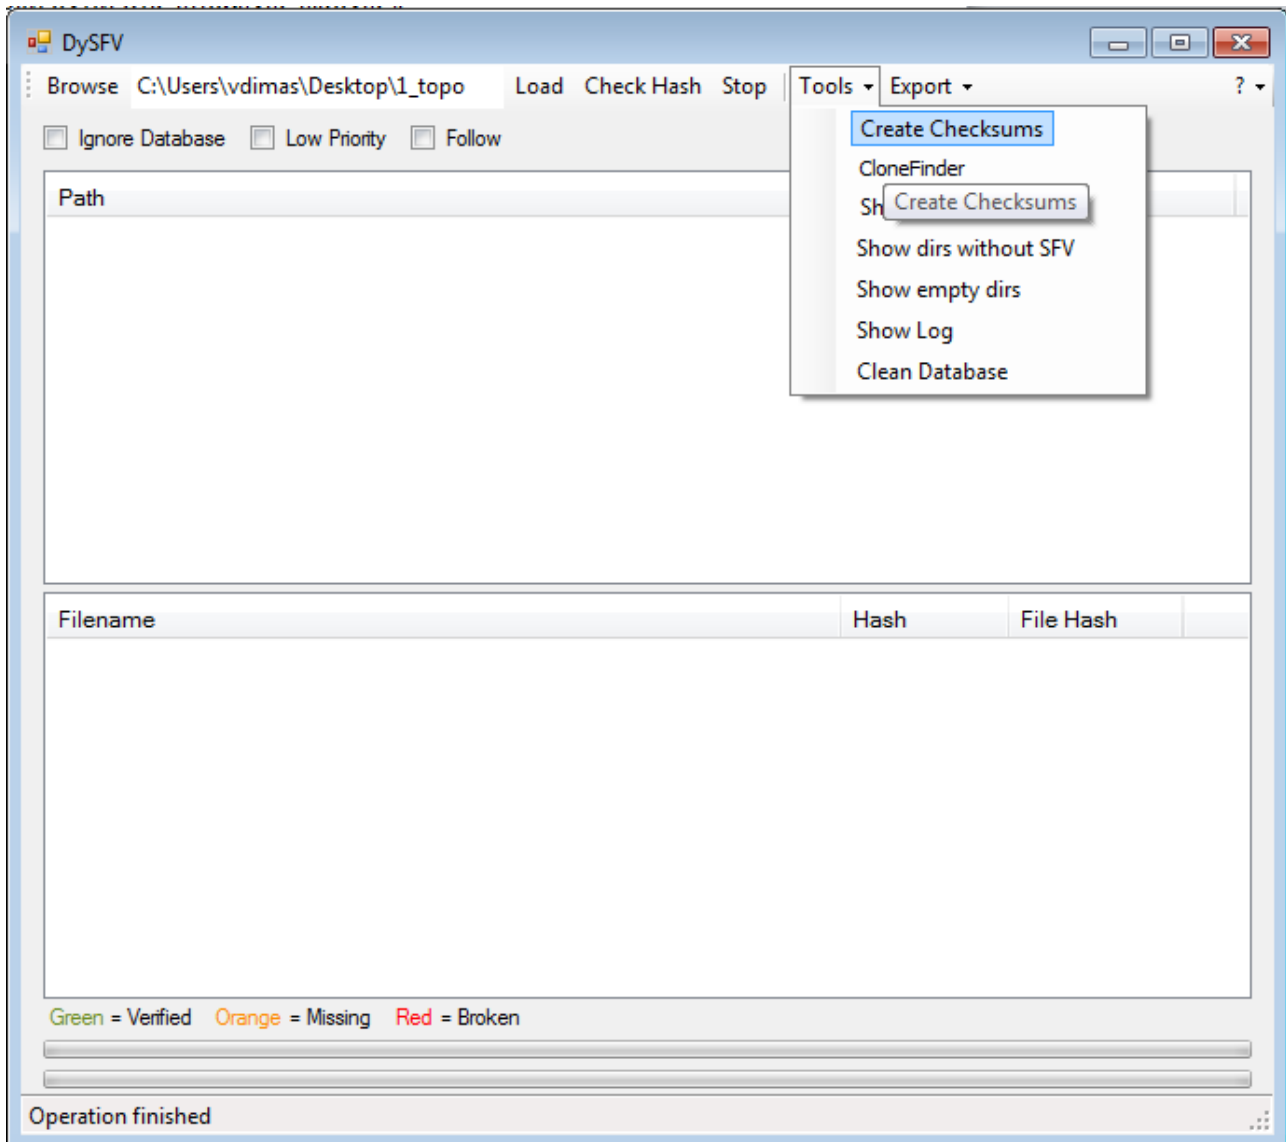 DySFV
Browse C:\Users\vdimas\Desktop\1_topo Load Check Hash Stop Tools Export ?
Ignore Database Low Priority Follow
Create Checksums
CloneFinder
Sh
Create Checksums
Show dirs without SFV
Show empty dirs
Show Log
Clean Database
Path
Filename Hash File Hash
Green = Verified Orange = Missing Red = Broken
Operation finished